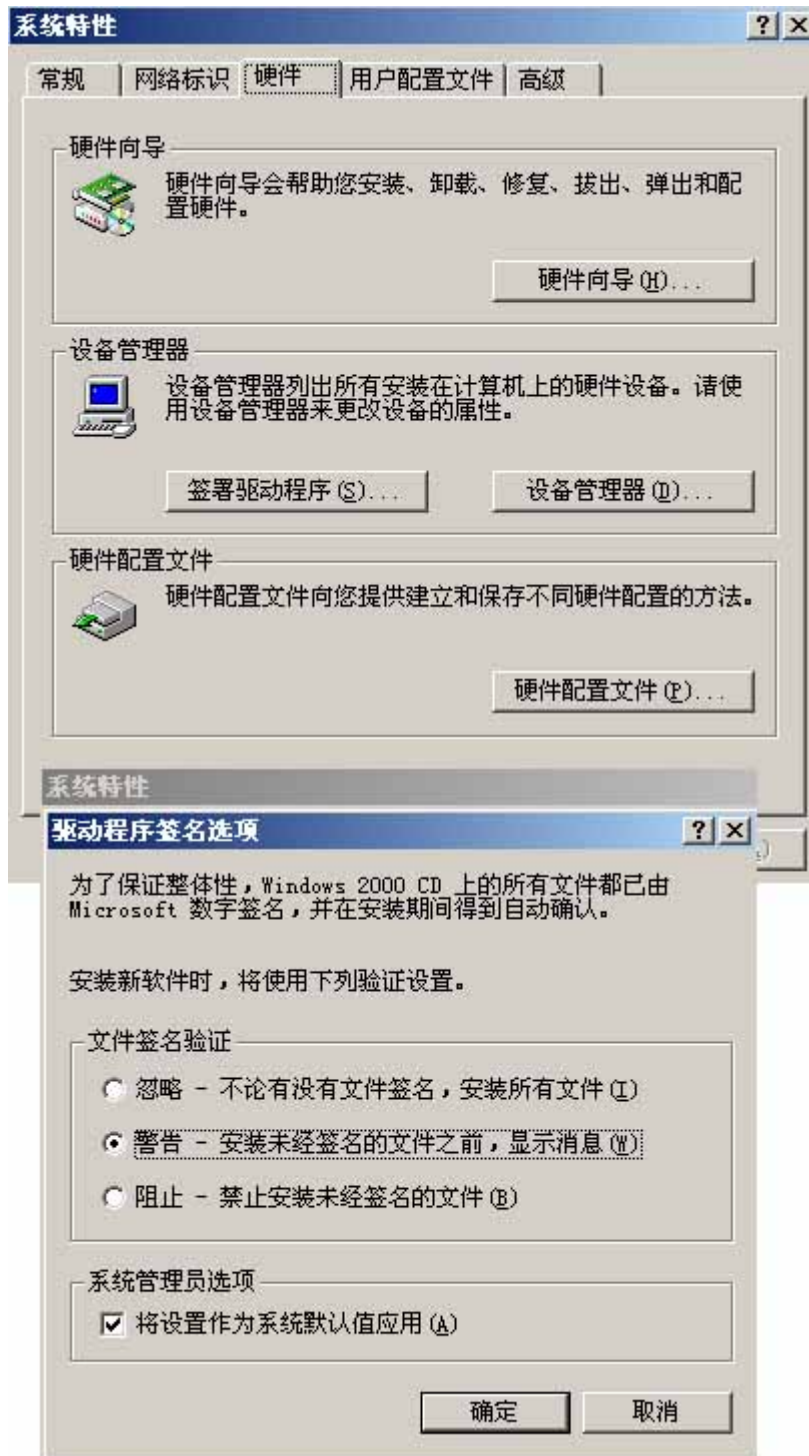 系统特性
常规 网络标识 硬件 用户配置文件 高级
硬件向导
硬件向导会帮助您安装、卸载、修复、拔出、弹出和配
置硬件。
硬件向导(H)...
设备管理器
设备管理器列出所有安装在计算机上的硬件设备。请使
用设备管理器来更改设备的属性。
签署驱动程序(S)... 设备管理器(D)...
硬件配置文件
硬件配置文件向您提供建立和保存不同硬件配置的方法。
硬件配置文件(P)...
系统特性
驱动程序签名选项
为了保证整体性，Windows 2000 CD 上的所有文件都已由
Microsoft 数字签名，并在安装期间得到自动确认。
安装新软件时，将使用下列验证设置。
文件签名验证
忽略 - 不论有没有文件签名，安装所有文件(I)
警告 - 安装未经签名的文件之前，显示消息(W)
阻止 - 禁止安装未经签名的文件(B)
系统管理员选项
将设置作为系统默认值应用(A)
确定 取消